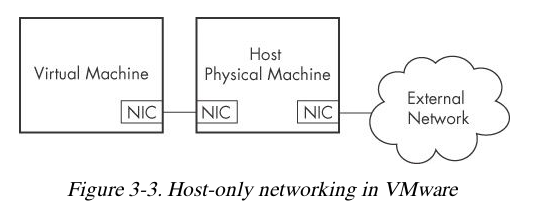 Virtual Machine
NIC
Host
Physical Machine
NIC
NIC
External
Network
Figure 3-3. Host-only networking in VMware